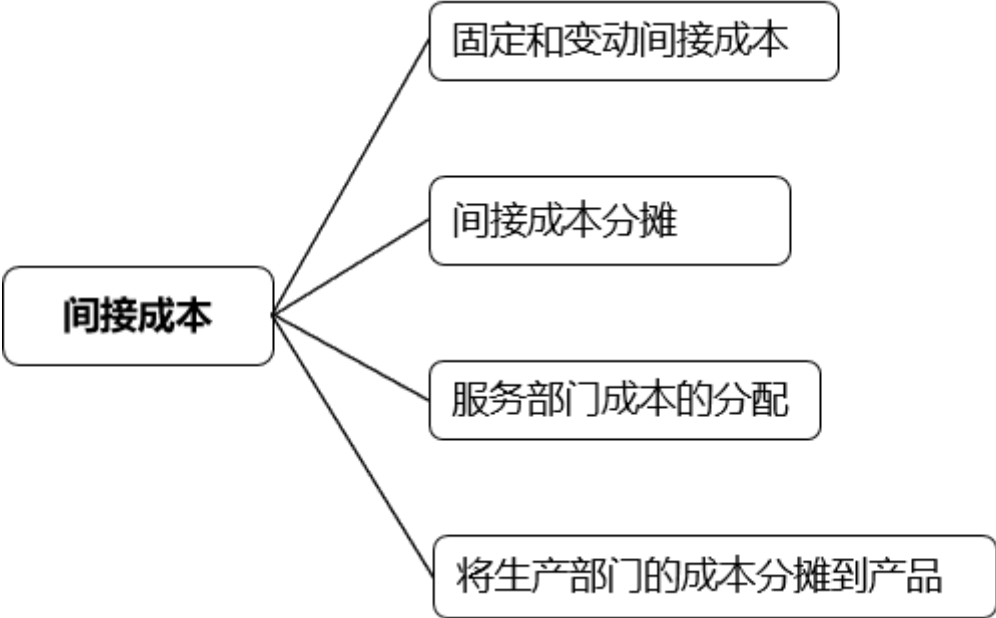 固定和变动间接成本
间接成本分摊
间接成本
服务部门成本的分配
将生产部门的成本分摊到产品